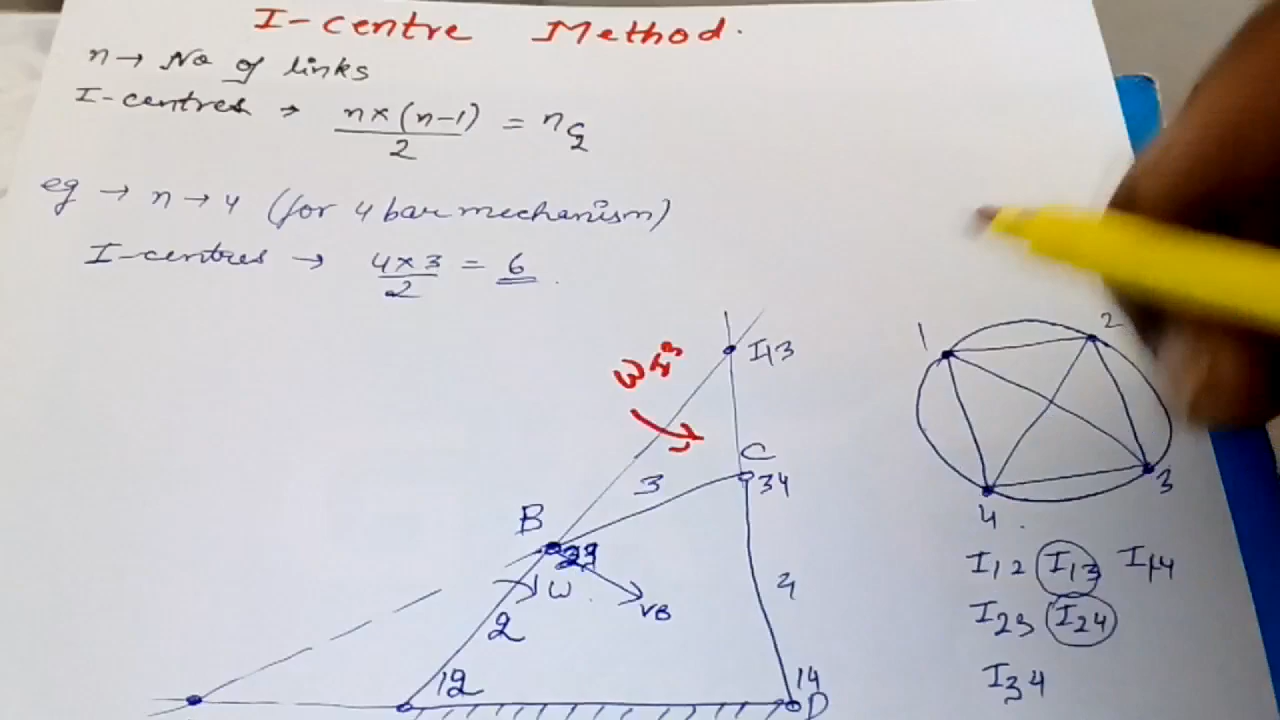 I-centre Method.
n → No of links
I-centres → n×(n-1)/2 = nC2
eg → n → 4 (for 4 bar mechanism)
I-centres → 4×3/2 = 6.
1 2
3
4.
I13
C
34
3
B
ω
VB
2
4
12
14
D
I12 I13 I14
I23 I24
I34